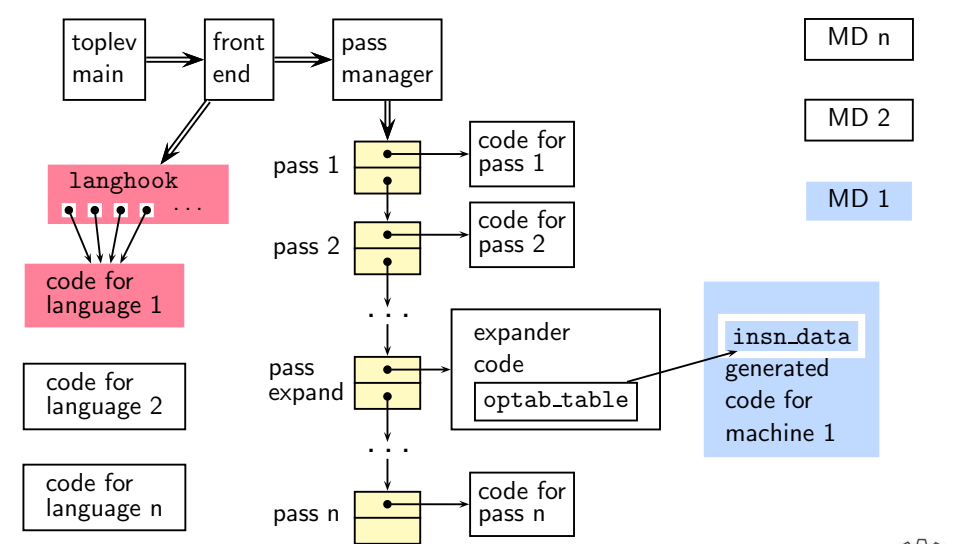 toplev
main
front
end
pass
manager
MD n
MD 2
MD 1
langhook
. . .
code for
language 1
code for
language 2
code for
language n
pass 1
code for
pass 1
pass 2
code for
pass 2
. . .
pass
expand
expander
code
optab_table
insn_data
generated
code for
machine 1
. . .
pass n
code for
pass n